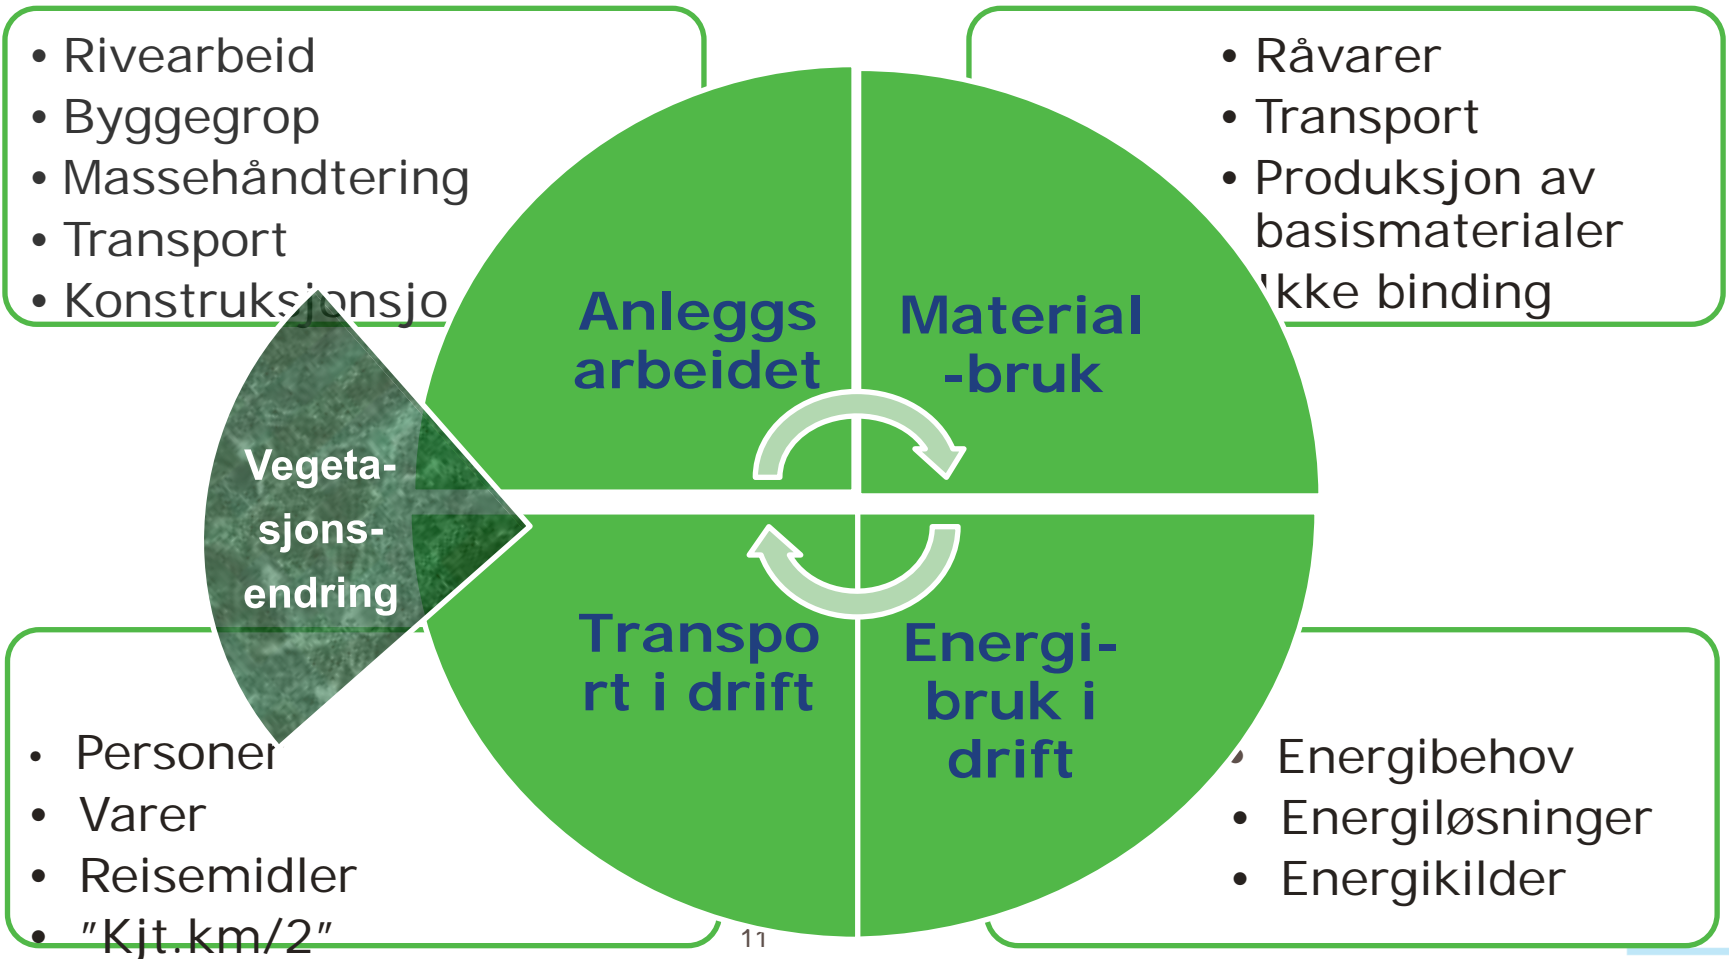 • Rivearbeid
• Byggegrop
• Massehåndtering
• Transport
• Konstruksjonsjo
• Råvarer
• Transport
• Produksjon av
basismaterialer
Ikke binding
Anleggs
arbeidet
Material
-bruk
Vegeta-
sjons-
endring
Transpo
rt i drift
Energi-
bruk i
drift
• Personer
• Varer
• Reisemidler
• "Kjt.km/2"
• Energibehov
• Energiløsninger
• Energikilder
11